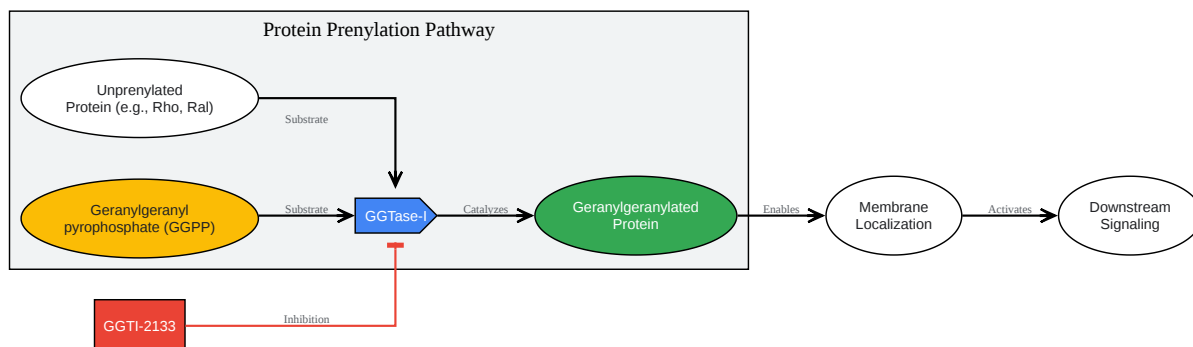 Protein Prenylation Pathway
Unprenylated
Protein (e.g., Rho, Ral)
Substrate
Geranylgeranyl
pyrophosphate (GGPP)
Substrate
GGTase-I
Catalyzes
Geranylgeranylated
Protein
Enables
Membrane
Localization
Activates
Downstream
Signaling
GGTI-2133
Inhibition